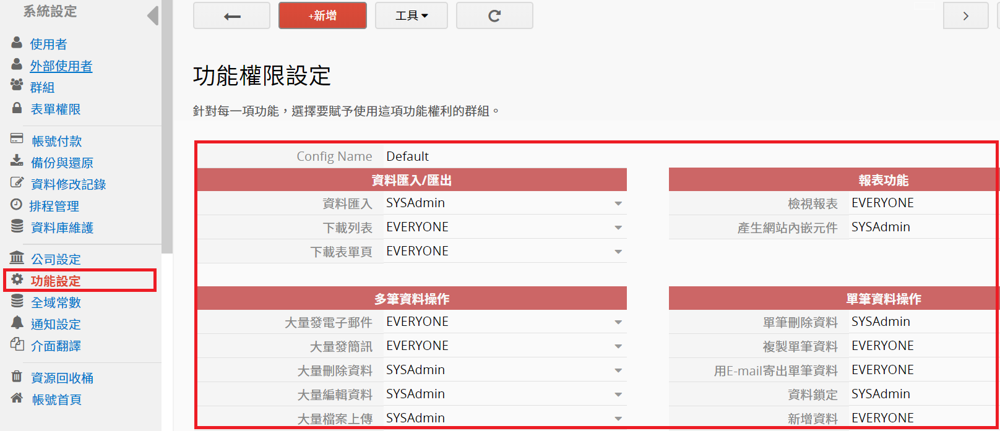 系統設定
使用者
外部使用者
群組
表單權限
帳號付款
備份與還原
資料修改記錄
排程管理
資料庫維護
公司設定
功能設定
全域常數
通知設定
介面翻譯
資源回收桶
帳號首頁
+新增
工具
功能權限設定
針對每一項功能，選擇要賦予使用這項功能權利的群組。
Config Name Default
資料匯入/匯出
資料匯入 SYSAdmin
下載列表 EVERYONE
下載表單頁 EVERYONE
報表功能
檢視報表 EVERYONE
產生網站內嵌元件 SYSAdmin
多筆資料操作
大量發電子郵件 EVERYONE
大量發簡訊 EVERYONE
大量刪除資料 SYSAdmin
大量編輯資料 SYSAdmin
大量檔案上傳 SYSAdmin
單筆資料操作
單筆刪除資料 SYSAdmin
複製單筆資料 EVERYONE
用E-mail寄出單筆資料 EVERYONE
資料鎖定 SYSAdmin
新增資料 EVERYONE